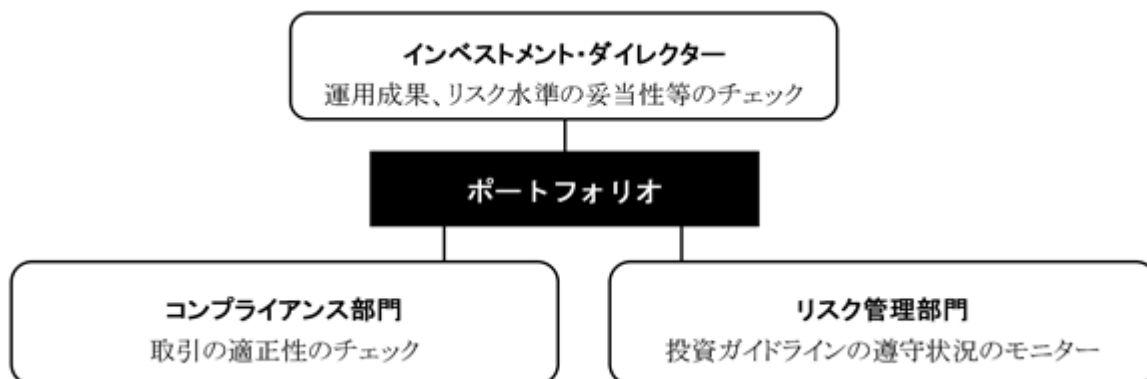 インベストメント・ダイレクター
運用成果、リスク水準の妥当性等のチェック
ポートフォリオ
コンプライアンス部門
取引の適正性のチェック
リスク管理部門
投資ガイドラインの遵守状況のモニター